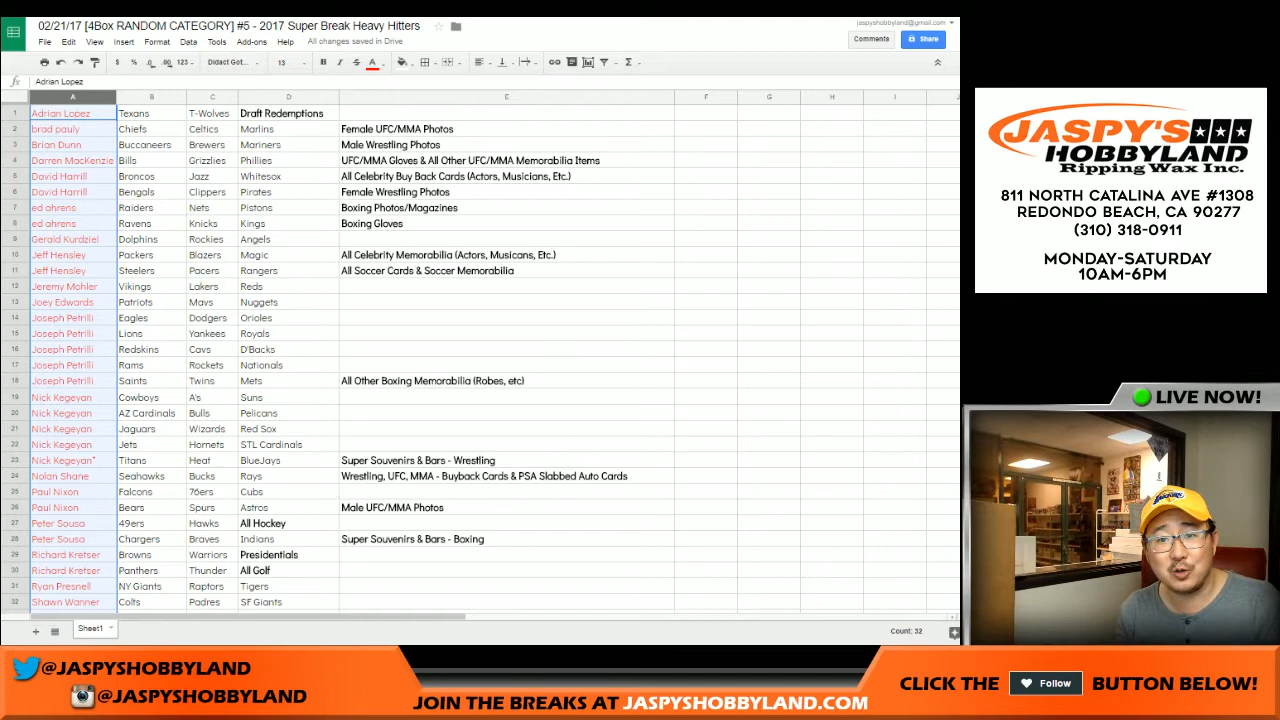 02/21/17 [4Box RANDOM CATEGORY] #5 - 2017 Super Break Heavy Hitters
jaspyshobbyland@gmail.com
File Edit View Insert Format Data Tools Add-ons Help All changes saved in Drive
Comments Share
$ % .0 .00 123 Didact Got... 13 B I S A
fx Adrian Lopez
A B C D E F G H I
1 Adrian Lopez Texans T-Wolves Draft Redemptions
2 brad pauly Chiefs Celtics Marlins Female UFC/MMA Photos
3 Brian Dunn Buccaneers Brewers Mariners Male Wrestling Photos
4 Darren MacKenzie Bills Grizzlies Phillies UFC/MMA Gloves & All Other UFC/MMA Memorabilia Items
5 David Harrill Broncos Jazz Whitesox All Celebrity Buy Back Cards (Actors, Musicians, Etc.)
6 David Harrill Bengals Clippers Pirates Female Wrestling Photos
7 ed ahrens Raiders Nets Pistons Boxing Photos/Magazines
8 ed ahrens Ravens Knicks Kings Boxing Gloves
9 Gerald Kurdziel Dolphins Rockies Angels
10 Jeff Hensley Packers Blazers Magic All Celebrity Memorabilia (Actors, Musicans, Etc.)
11 Jeff Hensley Steelers Pacers Rangers All Soccer Cards & Soccer Memorabilia
12 Jeremy Mohler Vikings Lakers Reds
13 Joey Edwards Patriots Mavs Nuggets
14 Joseph Petrilli Eagles Dodgers Orioles
15 Joseph Petrilli Lions Yankees Royals
16 Joseph Petrilli Redskins Cavs D'Backs
17 Joseph Petrilli Rams Rockets Nationals
18 Joseph Petrilli Saints Twins Mets All Other Boxing Memorabilia (Robes, etc)
19 Nick Kegeyan Cowboys A's Suns
20 Nick Kegeyan AZ Cardinals Bulls Pelicans
21 Nick Kegeyan Jaguars Wizards Red Sox
22 Nick Kegeyan Jets Hornets STL Cardinals
23 Nick Kegeyan* Titans Heat BlueJays Super Souvenirs & Bars - Wrestling
24 Nolan Shane Seahawks Bucks Rays Wrestling, UFC, MMA - Buyback Cards & PSA Slabbed Auto Cards
25 Paul Nixon Falcons 76ers Cubs
26 Paul Nixon Bears Spurs Astros Male UFC/MMA Photos
27 Peter Sousa 49ers Hawks All Hockey
28 Peter Sousa Chargers Braves Indians Super Souvenirs & Bars - Boxing
29 Richard Kretser Browns Warriors Presidentials
30 Richard Kretser Panthers Thunder All Golf
31 Ryan Presnell NY Giants Raptors Tigers
32 Shawn Wanner Colts Padres SF Giants
Sheet1
Count: 32
JASPY'S
HOBBYLAND
Ripping Wax Inc.
811 NORTH CATALINA AVE #1308
REDONDO BEACH, CA 90277
(310) 318-0911
MONDAY-SATURDAY
10AM-6PM
LIVE NOW!
@JASPYSHOBBYLAND
@JASPYSHOBBYLAND
JOIN THE BREAKS AT JASPYSHOBBYLAND.COM
CLICK THE Follow BUTTON BELOW!